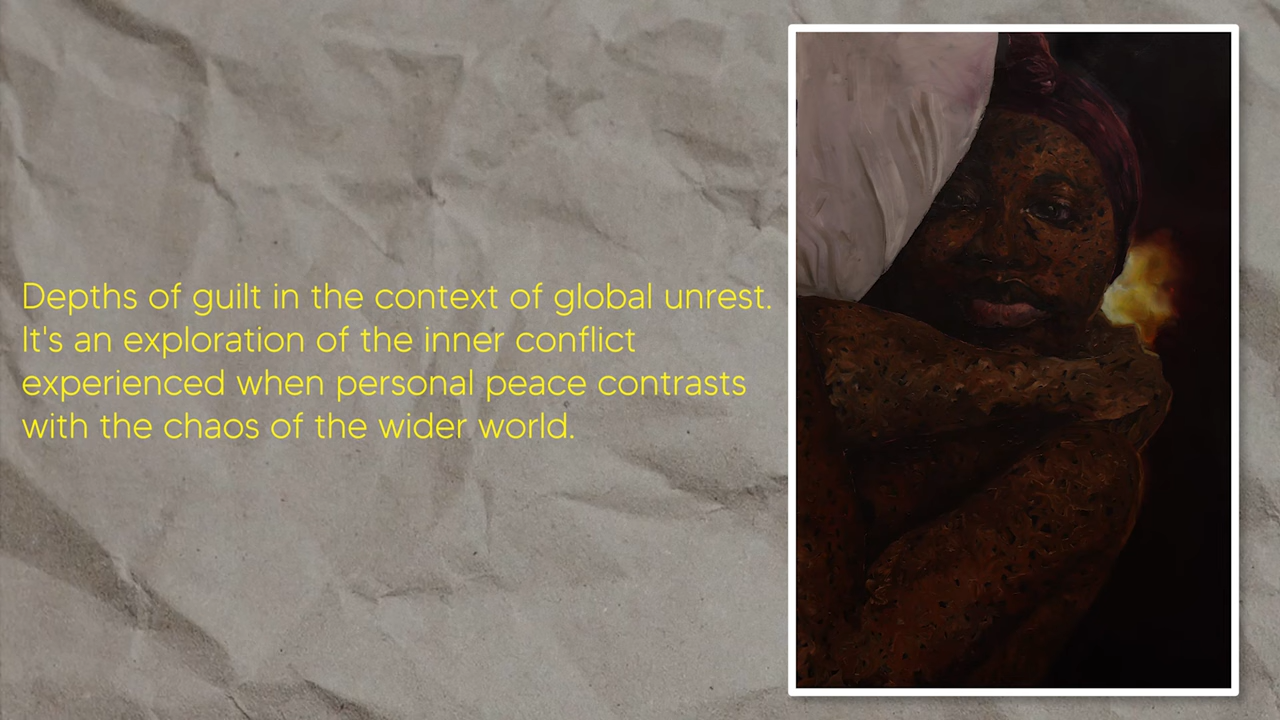 Depths of guilt in the context of global unrest.
It's an exploration of the inner conflict
experienced when personal peace contrasts
with the chaos of the wider world.